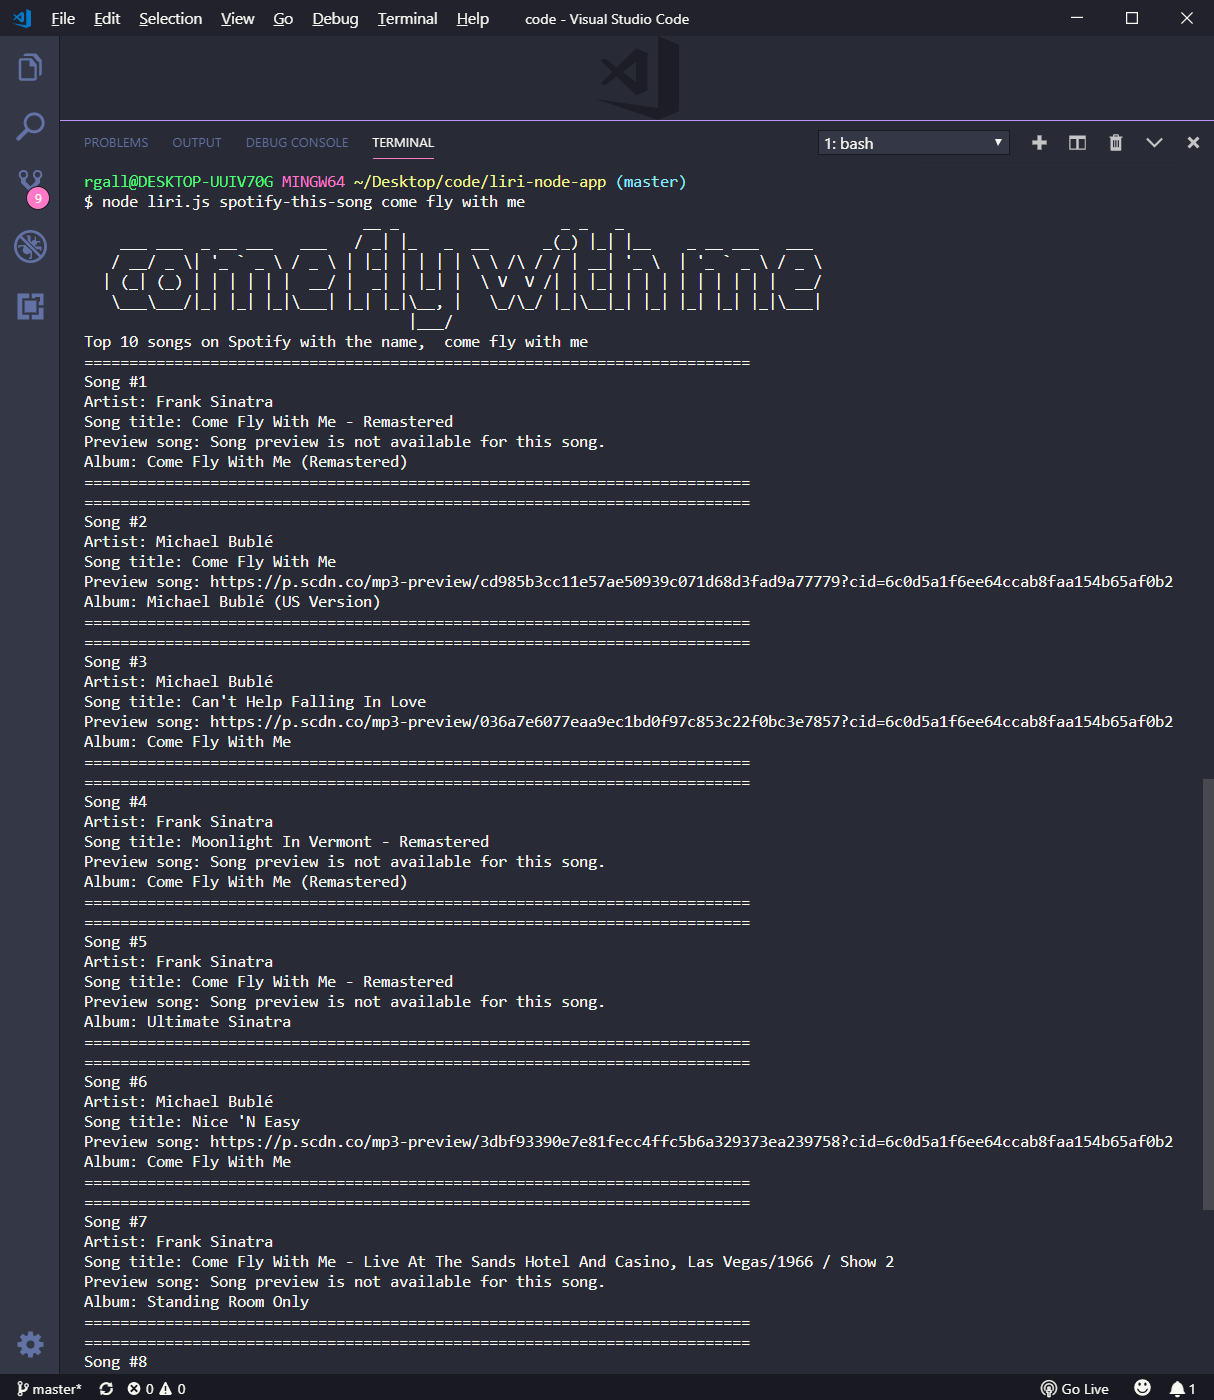 File Edit Selection View Go Debug Terminal Help code - Visual Studio Code
PROBLEMS OUTPUT DEBUG CONSOLE TERMINAL 1: bash
9
rgall@DESKTOP-UUIV70G MINGW64 ~/Desktop/code/liri-node-app (master)
$ node liri.js spotify-this-song come fly with me
come fly with me
Top 10 songs on Spotify with the name,  come fly with me
==========================================================================
Song #1
Artist: Frank Sinatra
Song title: Come Fly With Me - Remastered
Preview song: Song preview is not available for this song.
Album: Come Fly With Me (Remastered)
==========================================================================
==========================================================================
Song #2
Artist: Michael Bublé
Song title: Come Fly With Me
Preview song: https://p.scdn.co/mp3-preview/cd985b3cc11e57ae50939c071d68d3fad9a77779?cid=6c0d5a1f6ee64ccab8faa154b65af0b2
Album: Michael Bublé (US Version)
==========================================================================
==========================================================================
Song #3
Artist: Michael Bublé
Song title: Can't Help Falling In Love
Preview song: https://p.scdn.co/mp3-preview/036a7e6077eaa9ec1bd0f97c853c22f0bc3e7857?cid=6c0d5a1f6ee64ccab8faa154b65af0b2
Album: Come Fly With Me
==========================================================================
==========================================================================
Song #4
Artist: Frank Sinatra
Song title: Moonlight In Vermont - Remastered
Preview song: Song preview is not available for this song.
Album: Come Fly With Me (Remastered)
==========================================================================
==========================================================================
Song #5
Artist: Frank Sinatra
Song title: Come Fly With Me - Remastered
Preview song: Song preview is not available for this song.
Album: Ultimate Sinatra
==========================================================================
==========================================================================
Song #6
Artist: Michael Bublé
Song title: Nice 'N Easy
Preview song: https://p.scdn.co/mp3-preview/3dbf93390e7e81fecc4ffc5b6a329373ea239758?cid=6c0d5a1f6ee64ccab8faa154b65af0b2
Album: Come Fly With Me
==========================================================================
==========================================================================
Song #7
Artist: Frank Sinatra
Song title: Come Fly With Me - Live At The Sands Hotel And Casino, Las Vegas/1966 / Show 2
Preview song: Song preview is not available for this song.
Album: Standing Room Only
==========================================================================
==========================================================================
Song #8
master* 0 0 Go Live 1